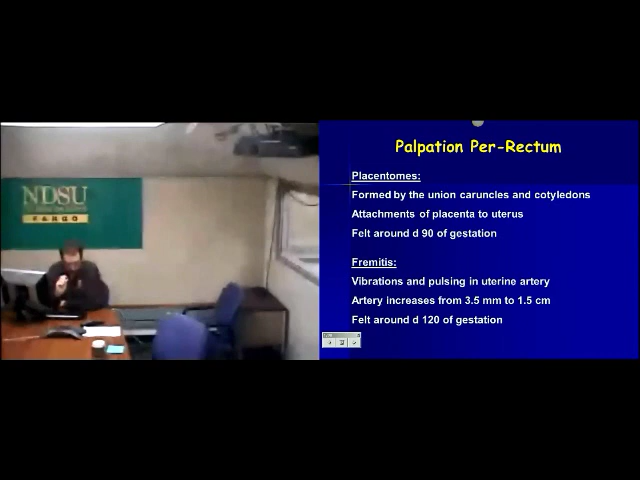 NDSU
FARGO
Palpation Per-Rectum
Placentomes:
Formed by the union caruncles and cotyledons
Attachments of placenta to uterus
Felt around d 90 of gestation
Fremitis:
Vibrations and pulsing in uterine artery
Artery increases from 3.5 mm to 1.5 cm
Felt around d 120 of gestation